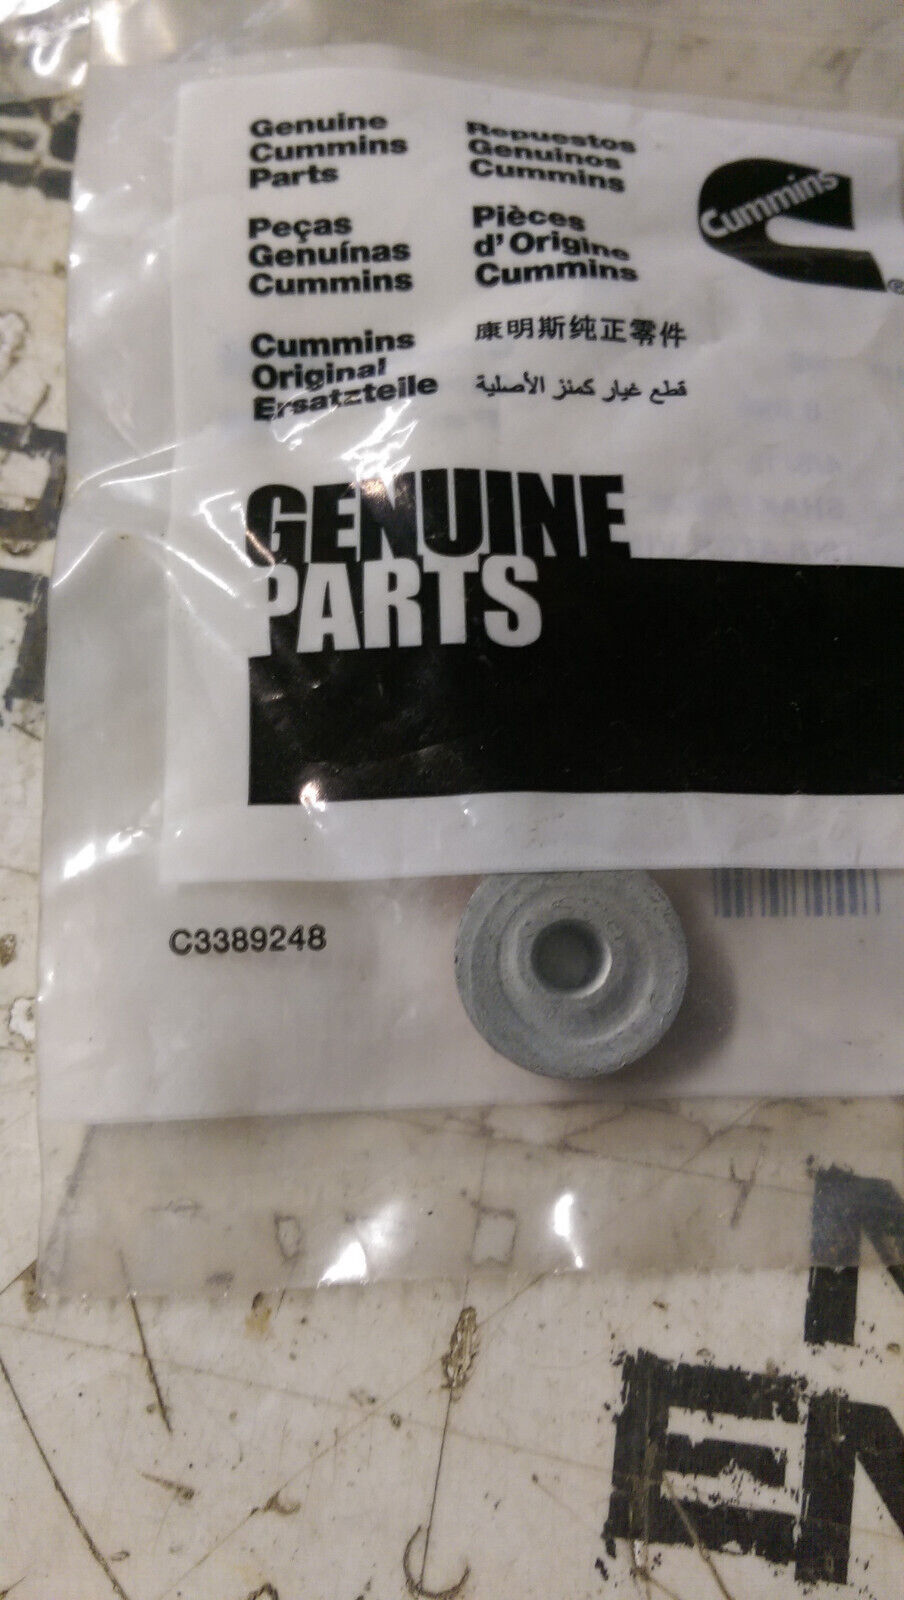 Genuine
Cummins
Parts
Repuestos
Genuinos
Cummins
Cummins
®
Peças
Genuínas
Cummins
Pièces
d'Origine
Cummins
Cummins
Original
Ersatzteile
康明斯纯正零件
قطع غيار كمنز الأصلية
GENUINE
PARTS
C3389248